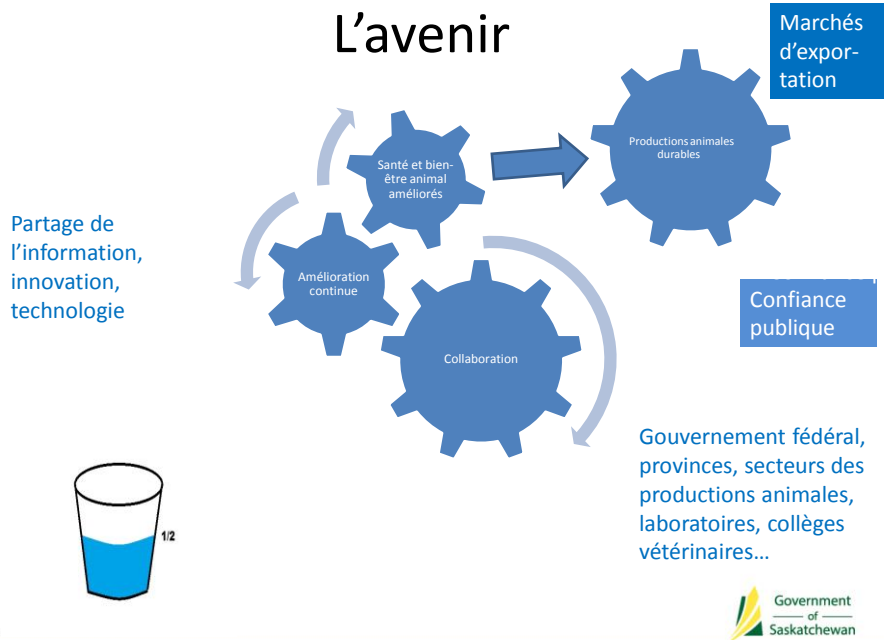 L'avenir
Marchés
d'expor-
tation
Santé et bien-
être animal
améliorés
Productions animales
durables
Partage de
l'information,
innovation,
technologie
Amélioration
continue
Confiance
publique
Collaboration
Gouvernement fédéral,
provinces, secteurs des
productions animales,
laboratoires, collèges
vétérinaires…
1/2
Government
of
Saskatchewan